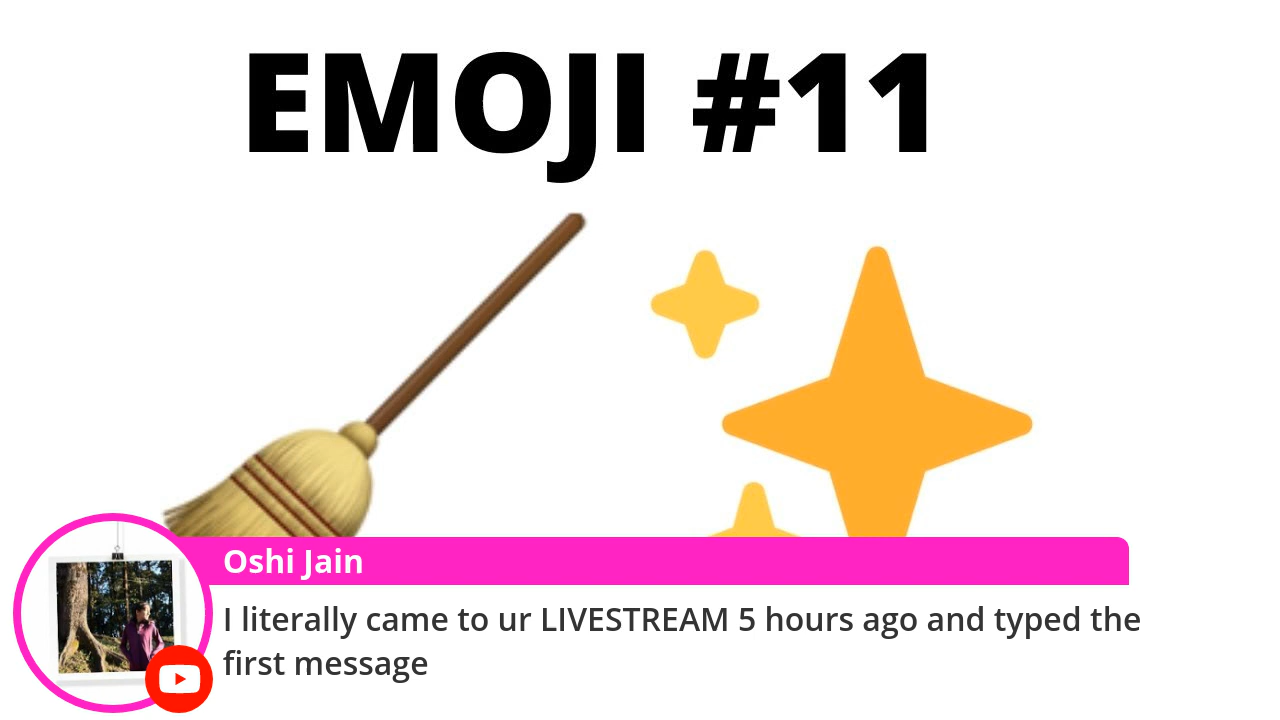 EMOJI #11
Oshi Jain
I literally came to ur LIVESTREAM 5 hours ago and typed the
first message